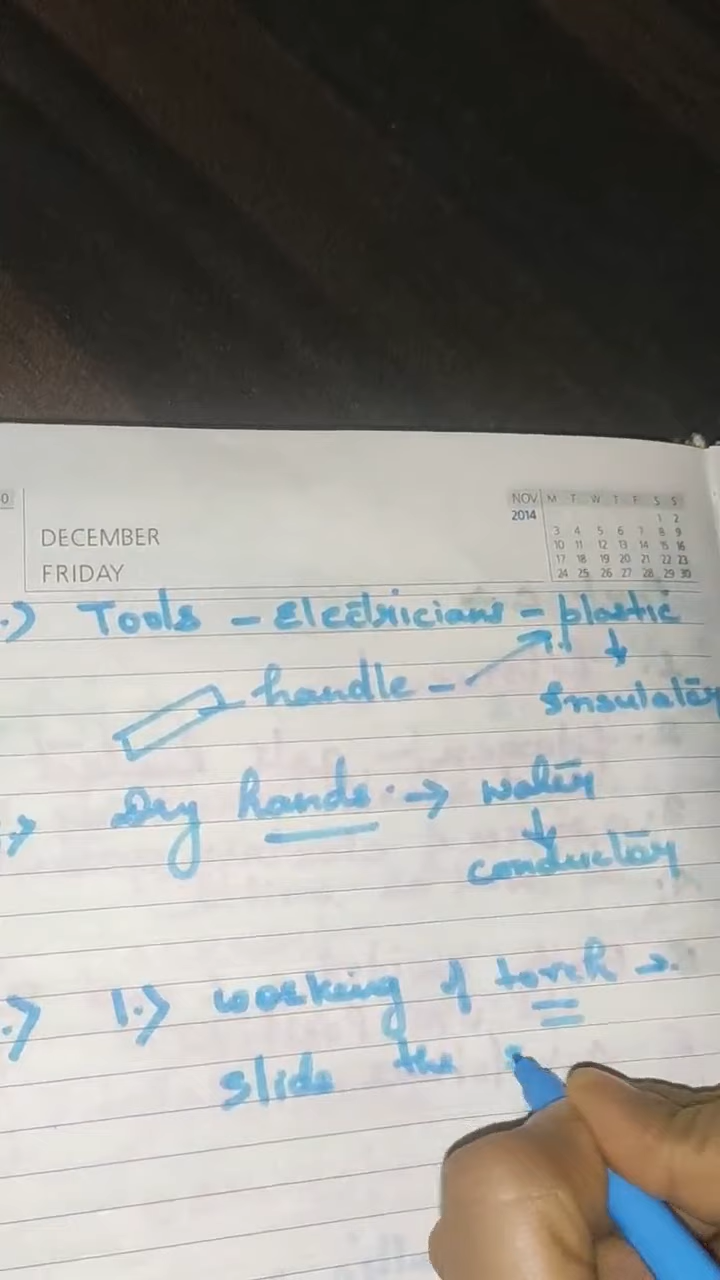 0
DECEMBER
FRIDAY
NOV M T W T F S S
2014 1 2
3 4 5 6 7 8 9
10 11 12 13 14 15 16
17 18 19 20 21 22 23
24 25 26 27 28 29 30
.) Tools - Electricians - plastic
↓
handle - Insulator
Dry hands. → water
↓
conductor
.) 1.) working of torch →.
slide the s